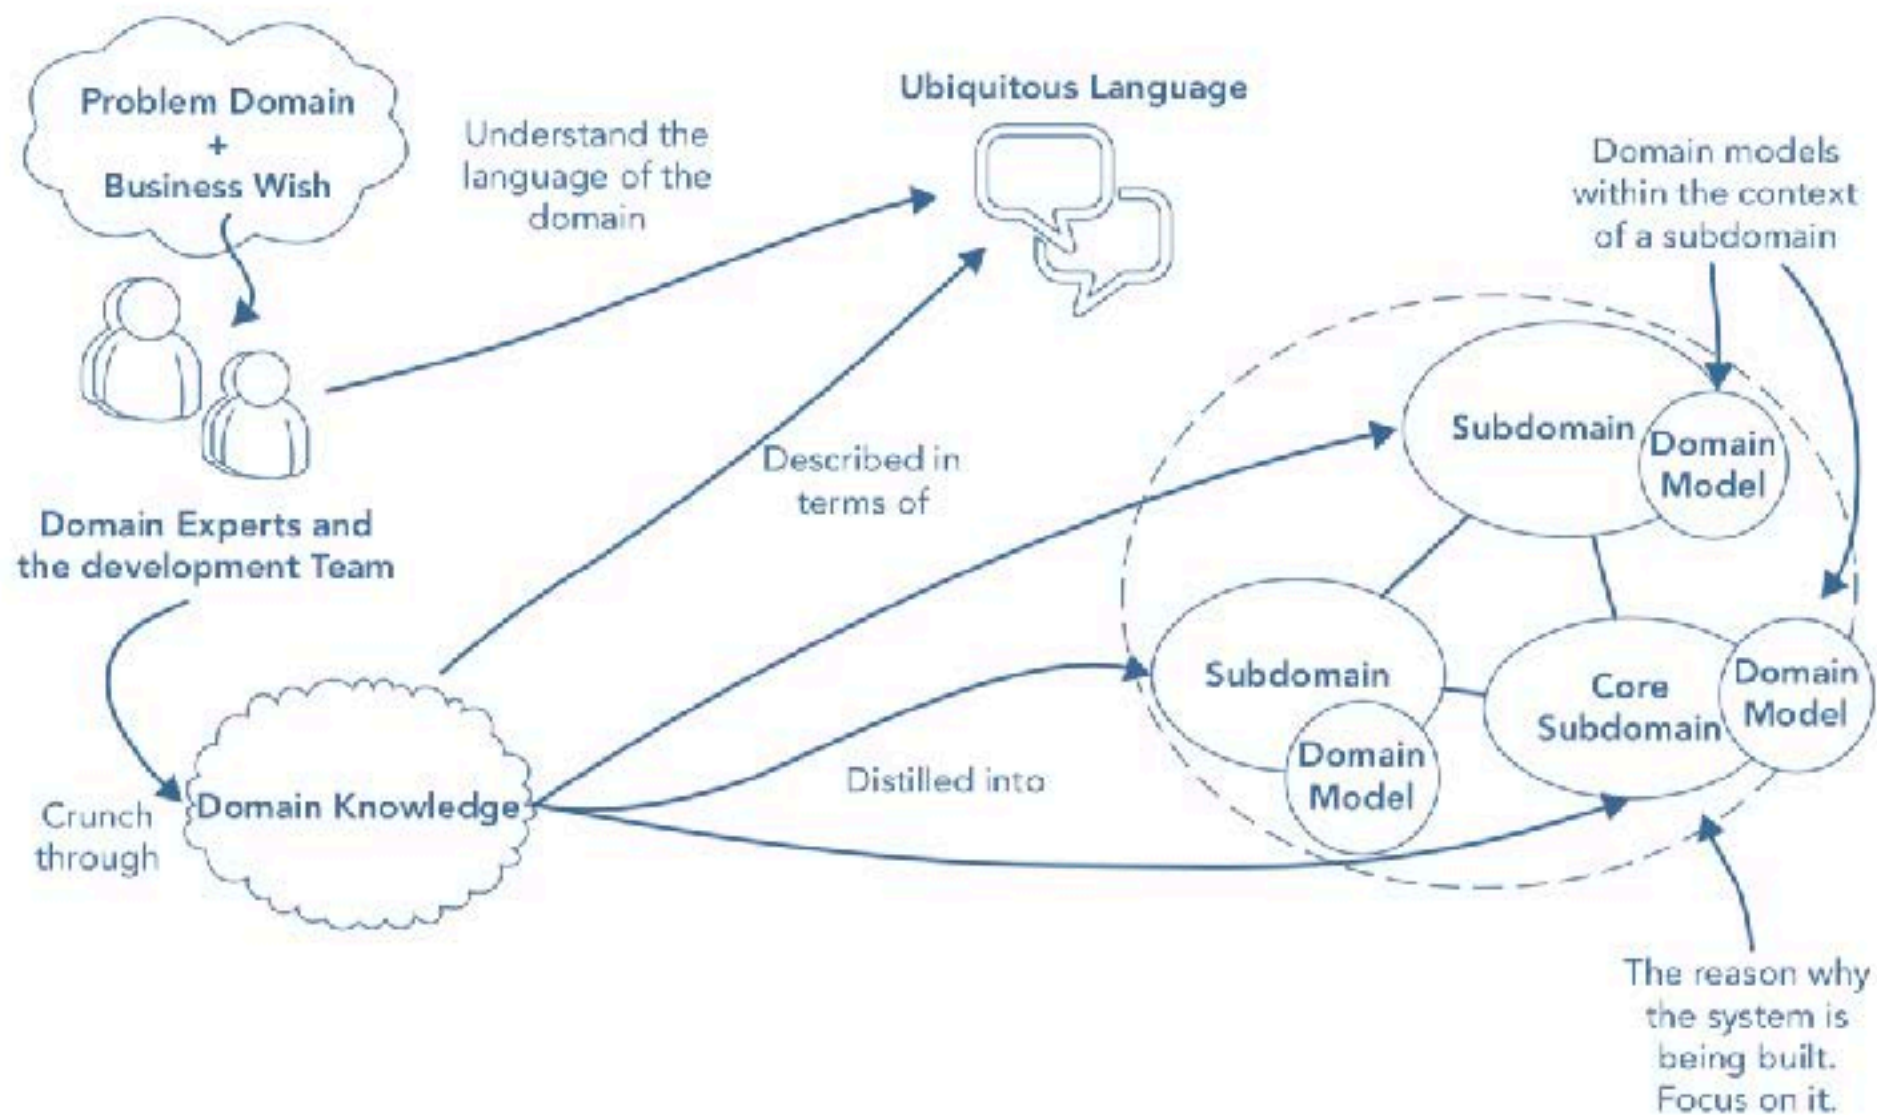 Problem Domain
+
Business Wish
Understand the
language of the
domain
Ubiquitous Language
Domain models
within the context
of a subdomain
Domain Experts and
the development Team
Described in
terms of
Subdomain
Domain
Model
Subdomain
Domain
Model
Core
Subdomain
Domain
Model
Crunch
through
Domain Knowledge
Distilled into
The reason why
the system is
being built.
Focus on it.